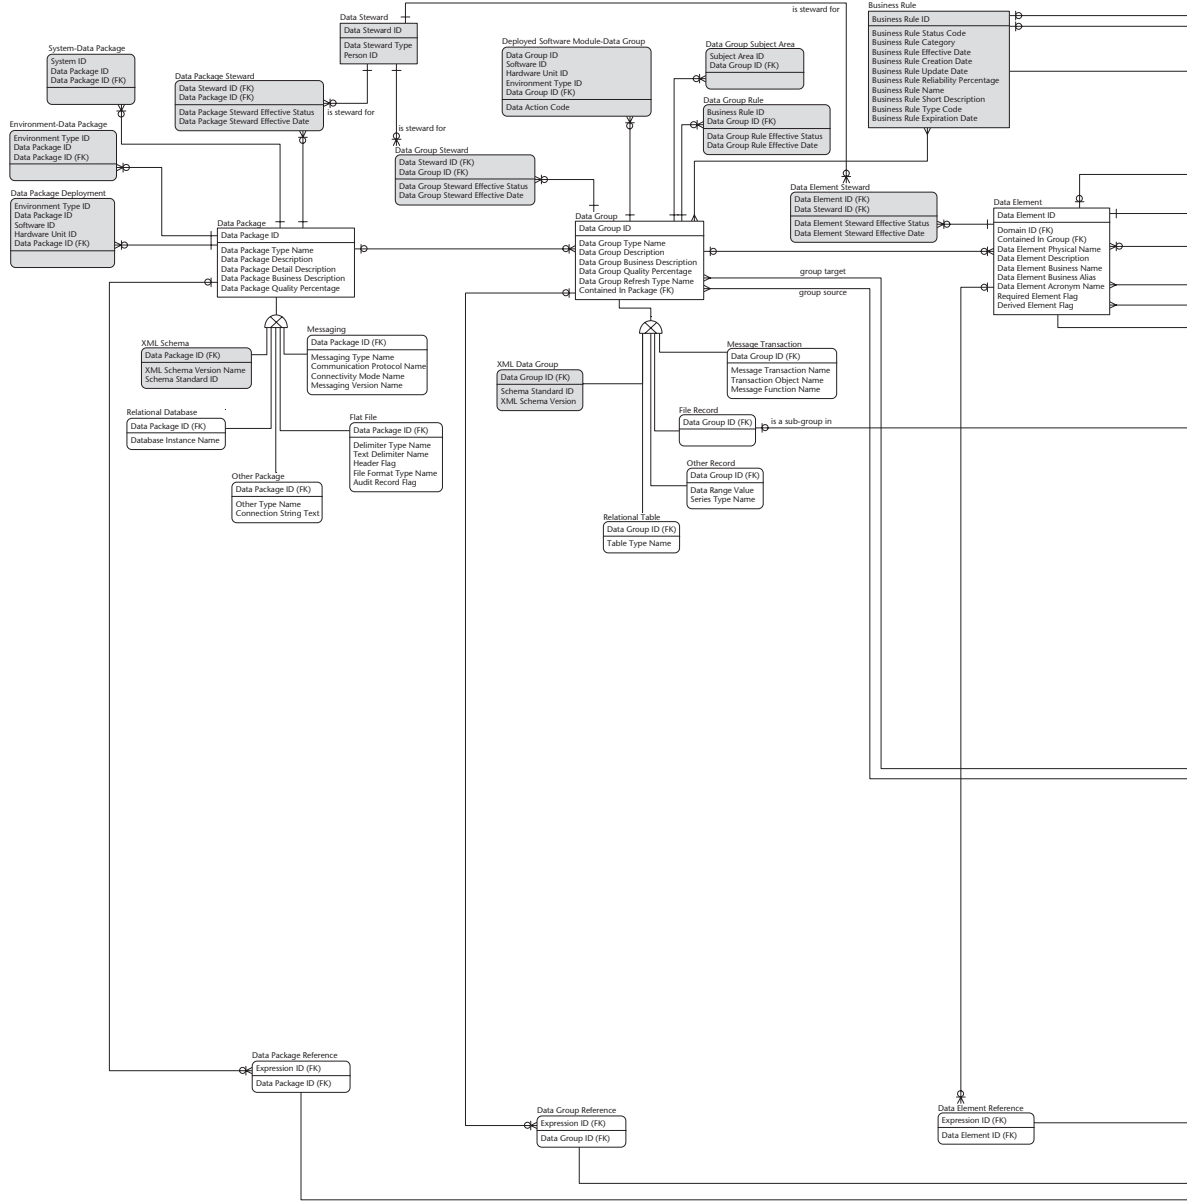 Business Rule
Business Rule ID
Business Rule Status Code
Business Rule Category
Business Rule Effective Date
Business Rule Creation Date
Business Rule Update Date
Business Rule Reliability Percentage
Business Rule Name
Business Rule Short Description
Business Rule Type Code
Business Rule Expiration Date
is steward for
Data Steward
Data Steward ID
Data Steward Type
Person ID
System-Data Package
System ID
Data Package ID
Data Package ID (FK)
Data Package Steward
Data Steward ID (FK)
Data Package ID (FK)
Data Package Steward Effective Status
Data Package Steward Effective Date
is steward for
is steward for
Deployed Software Module-Data Group
Data Group ID
Software ID
Hardware Unit ID
Environment Type ID
Data Group ID (FK)
Data Action Code
Data Group Subject Area
Subject Area ID
Data Group ID (FK)
Data Group Rule
Business Rule ID
Data Group ID (FK)
Data Group Rule Effective Status
Data Group Rule Effective Date
Environment-Data Package
Environment Type ID
Data Package ID
Data Package ID (FK)
Data Group Steward
Data Steward ID (FK)
Data Group ID (FK)
Data Group Steward Effective Status
Data Group Steward Effective Date
Data Package Deployment
Environment Type ID
Data Package ID
Software ID
Hardware Unit ID
Data Package ID (FK)
Data Element Steward
Data Element ID (FK)
Data Steward ID (FK)
Data Element Steward Effective Status
Data Element Steward Effective Date
Data Package
Data Package ID
Data Package Type Name
Data Package Description
Data Package Detail Description
Data Package Business Description
Data Package Quality Percentage
Data Group
Data Group ID
Data Group Type Name
Data Group Description
Data Group Business Description
Data Group Quality Percentage
Data Group Refresh Type Name
Contained In Package (FK)
group target
group source
Data Element
Data Element ID
Domain ID (FK)
Contained In Group (FK)
Data Element Physical Name
Data Element Description
Data Element Business Name
Data Element Business Alias
Data Element Acronym Name
Required Element Flag
Derived Element Flag
XML Schema
Data Package ID (FK)
XML Schema Version Name
Schema Standard ID
Messaging
Data Package ID (FK)
Messaging Type Name
Communication Protocol Name
Connectivity Mode Name
Messaging Version Name
XML Data Group
Data Group ID (FK)
Schema Standard ID
XML Schema Version
Message Transaction
Data Group ID (FK)
Message Transaction Name
Transaction Object Name
Message Function Name
Relational Database
Data Package ID (FK)
Database Instance Name
Flat File
Data Package ID (FK)
Delimiter Type Name
Text Delimiter Name
Header Flag
File Format Type Name
Audit Record Flag
File Record
Data Group ID (FK)
is a sub-group in
Other Package
Data Package ID (FK)
Other Type Name
Connection String Text
Other Record
Data Group ID (FK)
Data Range Value
Series Type Name
Relational Table
Data Group ID (FK)
Table Type Name
Data Package Reference
Expression ID (FK)
Data Package ID (FK)
Data Group Reference
Expression ID (FK)
Data Group ID (FK)
Data Element Reference
Expression ID (FK)
Data Element ID (FK)